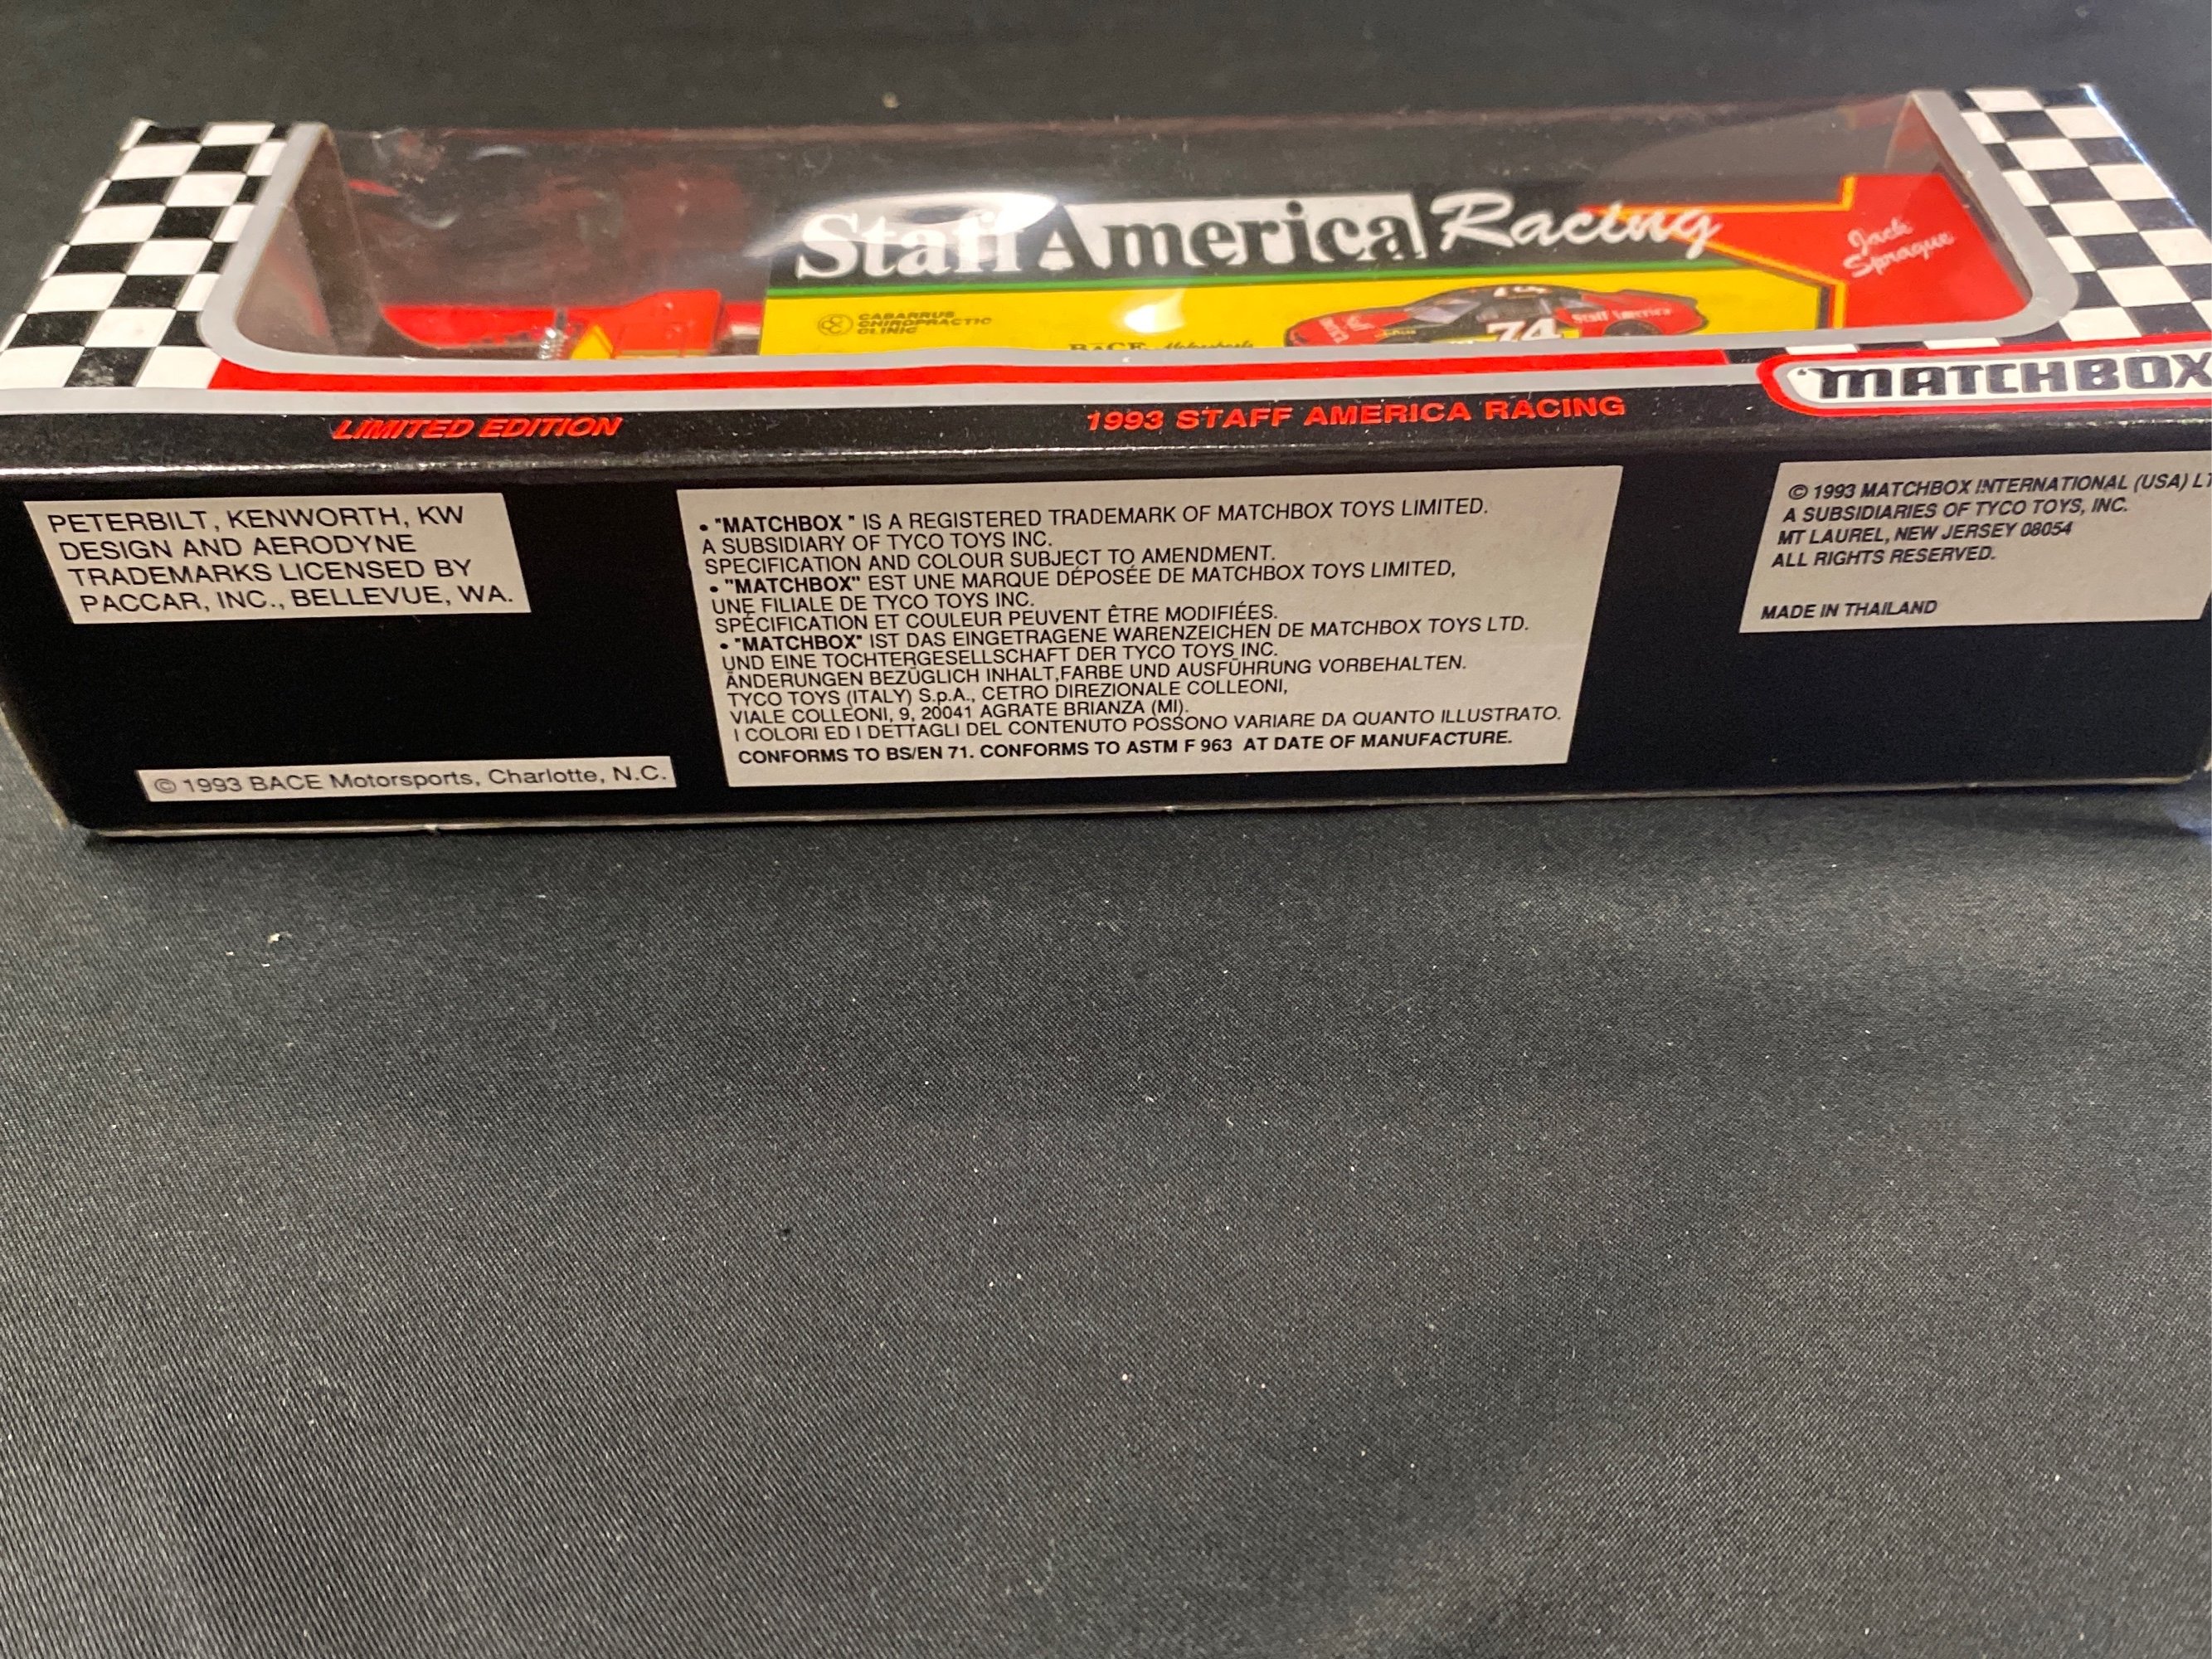 Staff America Racing
Jack
Sprague
CABARRUS
CHIROPRACTIC
CLINIC
BACE Motorsports
74
Staff America
MATCHBOX
LIMITED EDITION
1993 STAFF AMERICA RACING
PETERBILT, KENWORTH, KW
DESIGN AND AERODYNE
TRADEMARKS LICENSED BY
PACCAR, INC., BELLEVUE, WA.
© 1993 BACE Motorsports, Charlotte, N.C.
• "MATCHBOX " IS A REGISTERED TRADEMARK OF MATCHBOX TOYS LIMITED.
A SUBSIDIARY OF TYCO TOYS INC.
SPECIFICATION AND COLOUR SUBJECT TO AMENDMENT.
• "MATCHBOX" EST UNE MARQUE DÉPOSÉE DE MATCHBOX TOYS LIMITED,
UNE FILIALE DE TYCO TOYS INC.
SPÉCIFICATION ET COULEUR PEUVENT ÊTRE MODIFIÉES.
• "MATCHBOX" IST DAS EINGETRAGENE WARENZEICHEN DE MATCHBOX TOYS LTD.
UND EINE TOCHTERGESELLSCHAFT DER TYCO TOYS INC.
ÄNDERUNGEN BEZÜGLICH INHALT,FARBE UND AUSFÜHRUNG VORBEHALTEN.
TYCO TOYS (ITALY) S.p.A., CETRO DIREZIONALE COLLEONI,
VIALE COLLEONI, 9, 20041 AGRATE BRIANZA (MI).
I COLORI ED I DETTAGLI DEL CONTENUTO POSSONO VARIARE DA QUANTO ILLUSTRATO.
CONFORMS TO BS/EN 71. CONFORMS TO ASTM F 963 AT DATE OF MANUFACTURE.
© 1993 MATCHBOX INTERNATIONAL (USA) LT
A SUBSIDIARIES OF TYCO TOYS, INC.
MT LAUREL, NEW JERSEY 08054
ALL RIGHTS RESERVED.
MADE IN THAILAND